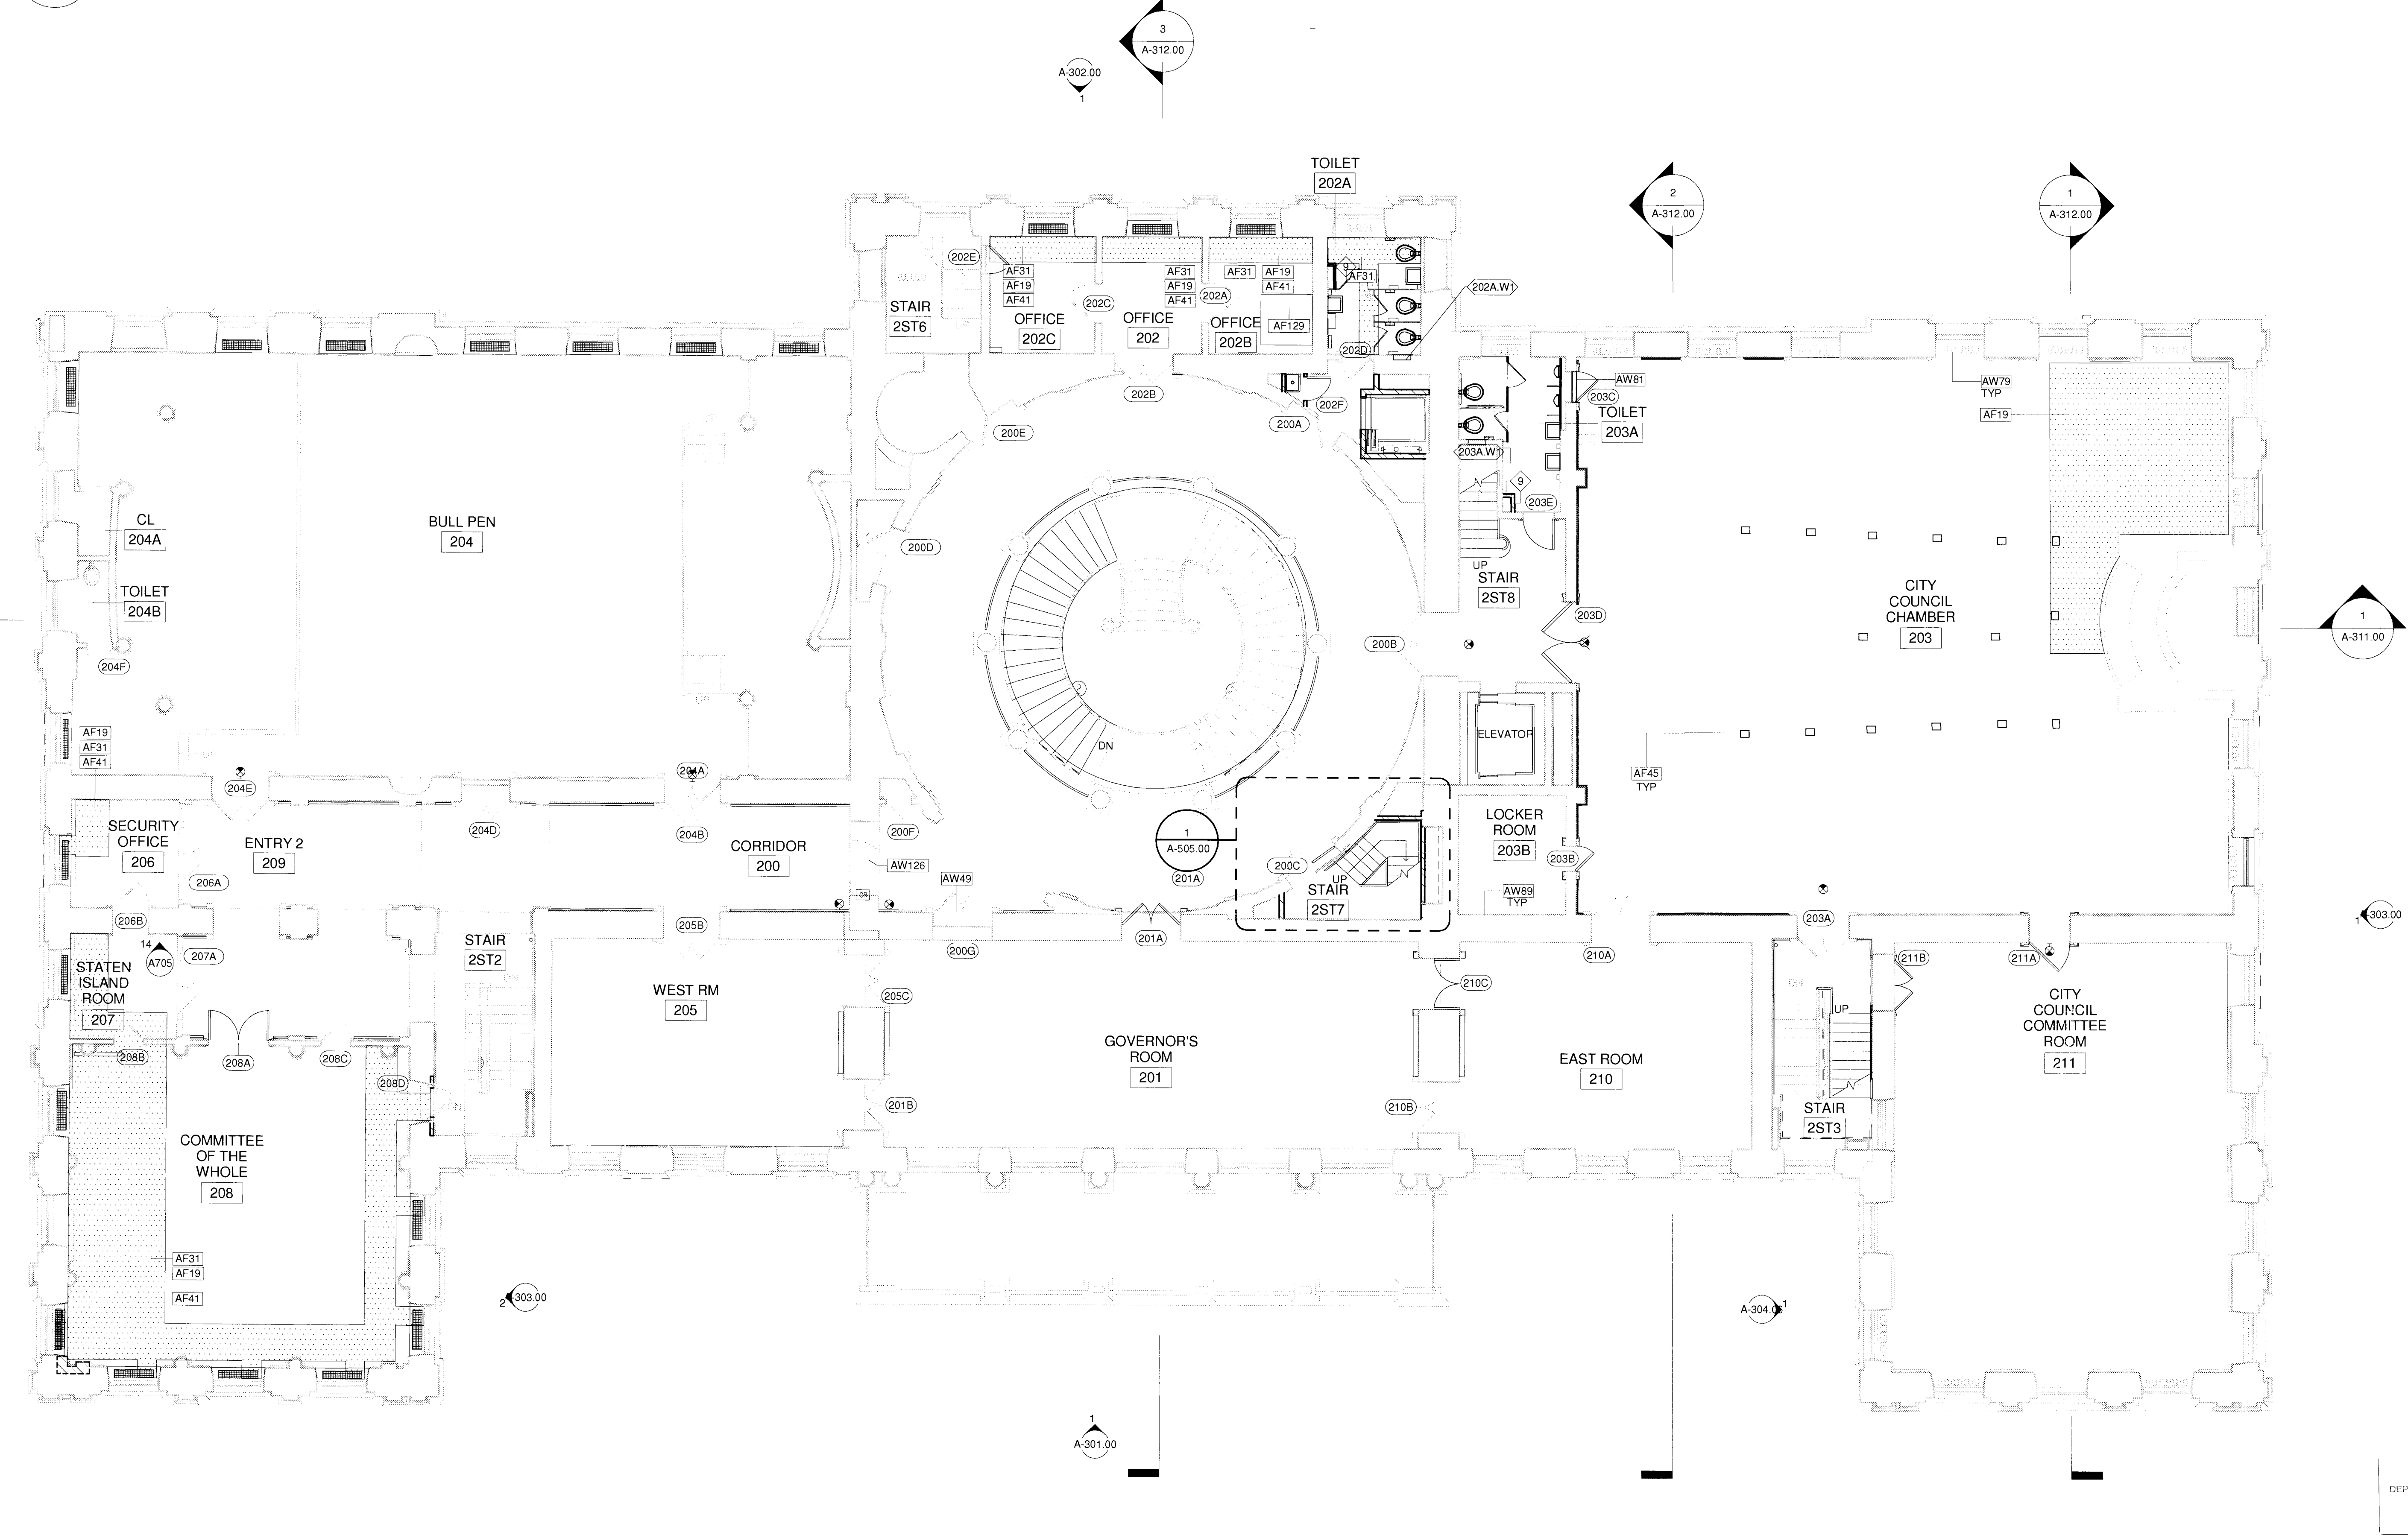 3
A-312.00
A-302.00
1
TOILET
202A
2
A-312.00
1
A-312.00
202E
AF31
AF19
AF41
202C
AF31
AF19
AF41
202A
AF31
AF19
AF41
9
AF31
202A.W1
STAIR
2ST6
OFFICE
202C
OFFICE
202
OFFICE
202B
AF129
202D
202B
202F
200A
200E
AW81
203C
TOILET
203A
AW79
TYP
AF19
203A.W1
9
203E
CL
204A
BULL PEN
204
200D
TOILET
204B
204F
UP
STAIR
2ST8
203D
200B
CITY
COUNCIL
CHAMBER
203
1
A-311.00
AF19
AF31
AF41
204E
204A
DN
ELEVATOR
AF45
TYP
SECURITY
OFFICE
206
ENTRY 2
209
204D
204B
CORRIDOR
200
200F
AW126
1
A-505.00
201A
200C
UP
STAIR
2ST7
LOCKER
ROOM
203B
203B
206A
AW49
AW89
TYP
206B
205B
201A
203A
1
A-303.00
STAIR
2ST2
14
A705
207A
200G
210A
211B
211A
STATEN
ISLAND
ROOM
207
WEST RM
205
205C
210C
UP
CITY
COUNCIL
COMMITTEE
ROOM
211
208B
208A
208C
208D
GOVERNOR'S
ROOM
201
EAST ROOM
210
201B
210B
STAIR
2ST3
COMMITTEE
OF THE
WHOLE
208
AF31
AF19
AF41
2
A-303.00
1
1
A-301.00
DEP